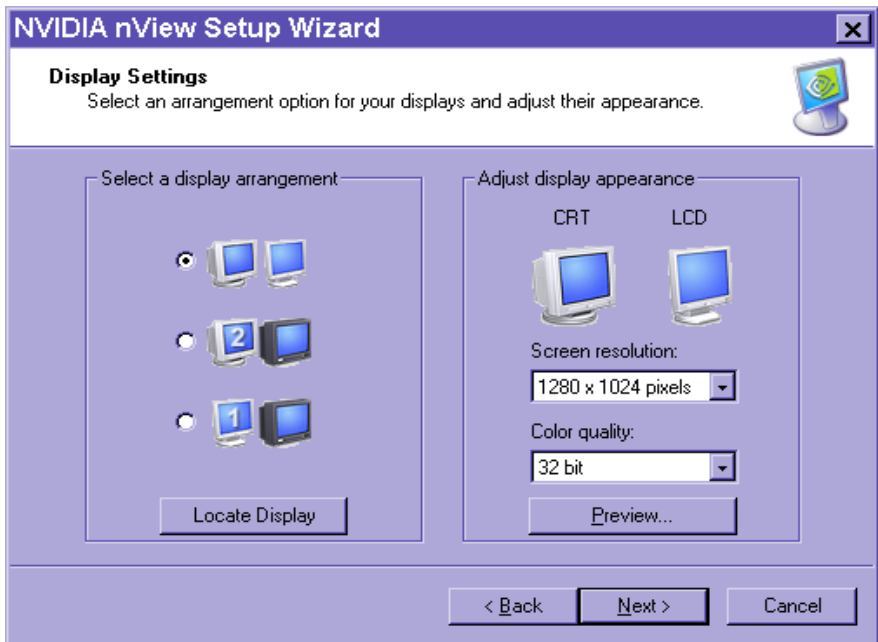 NVIDIA nView Setup Wizard
Display Settings
Select an arrangement option for your displays and adjust their appearance.
Select a display arrangement
2
1
Locate Display
Adjust display appearance
CRT LCD
Screen resolution:
1280 x 1024 pixels
Color quality:
32 bit
Preview...
< Back Next > Cancel